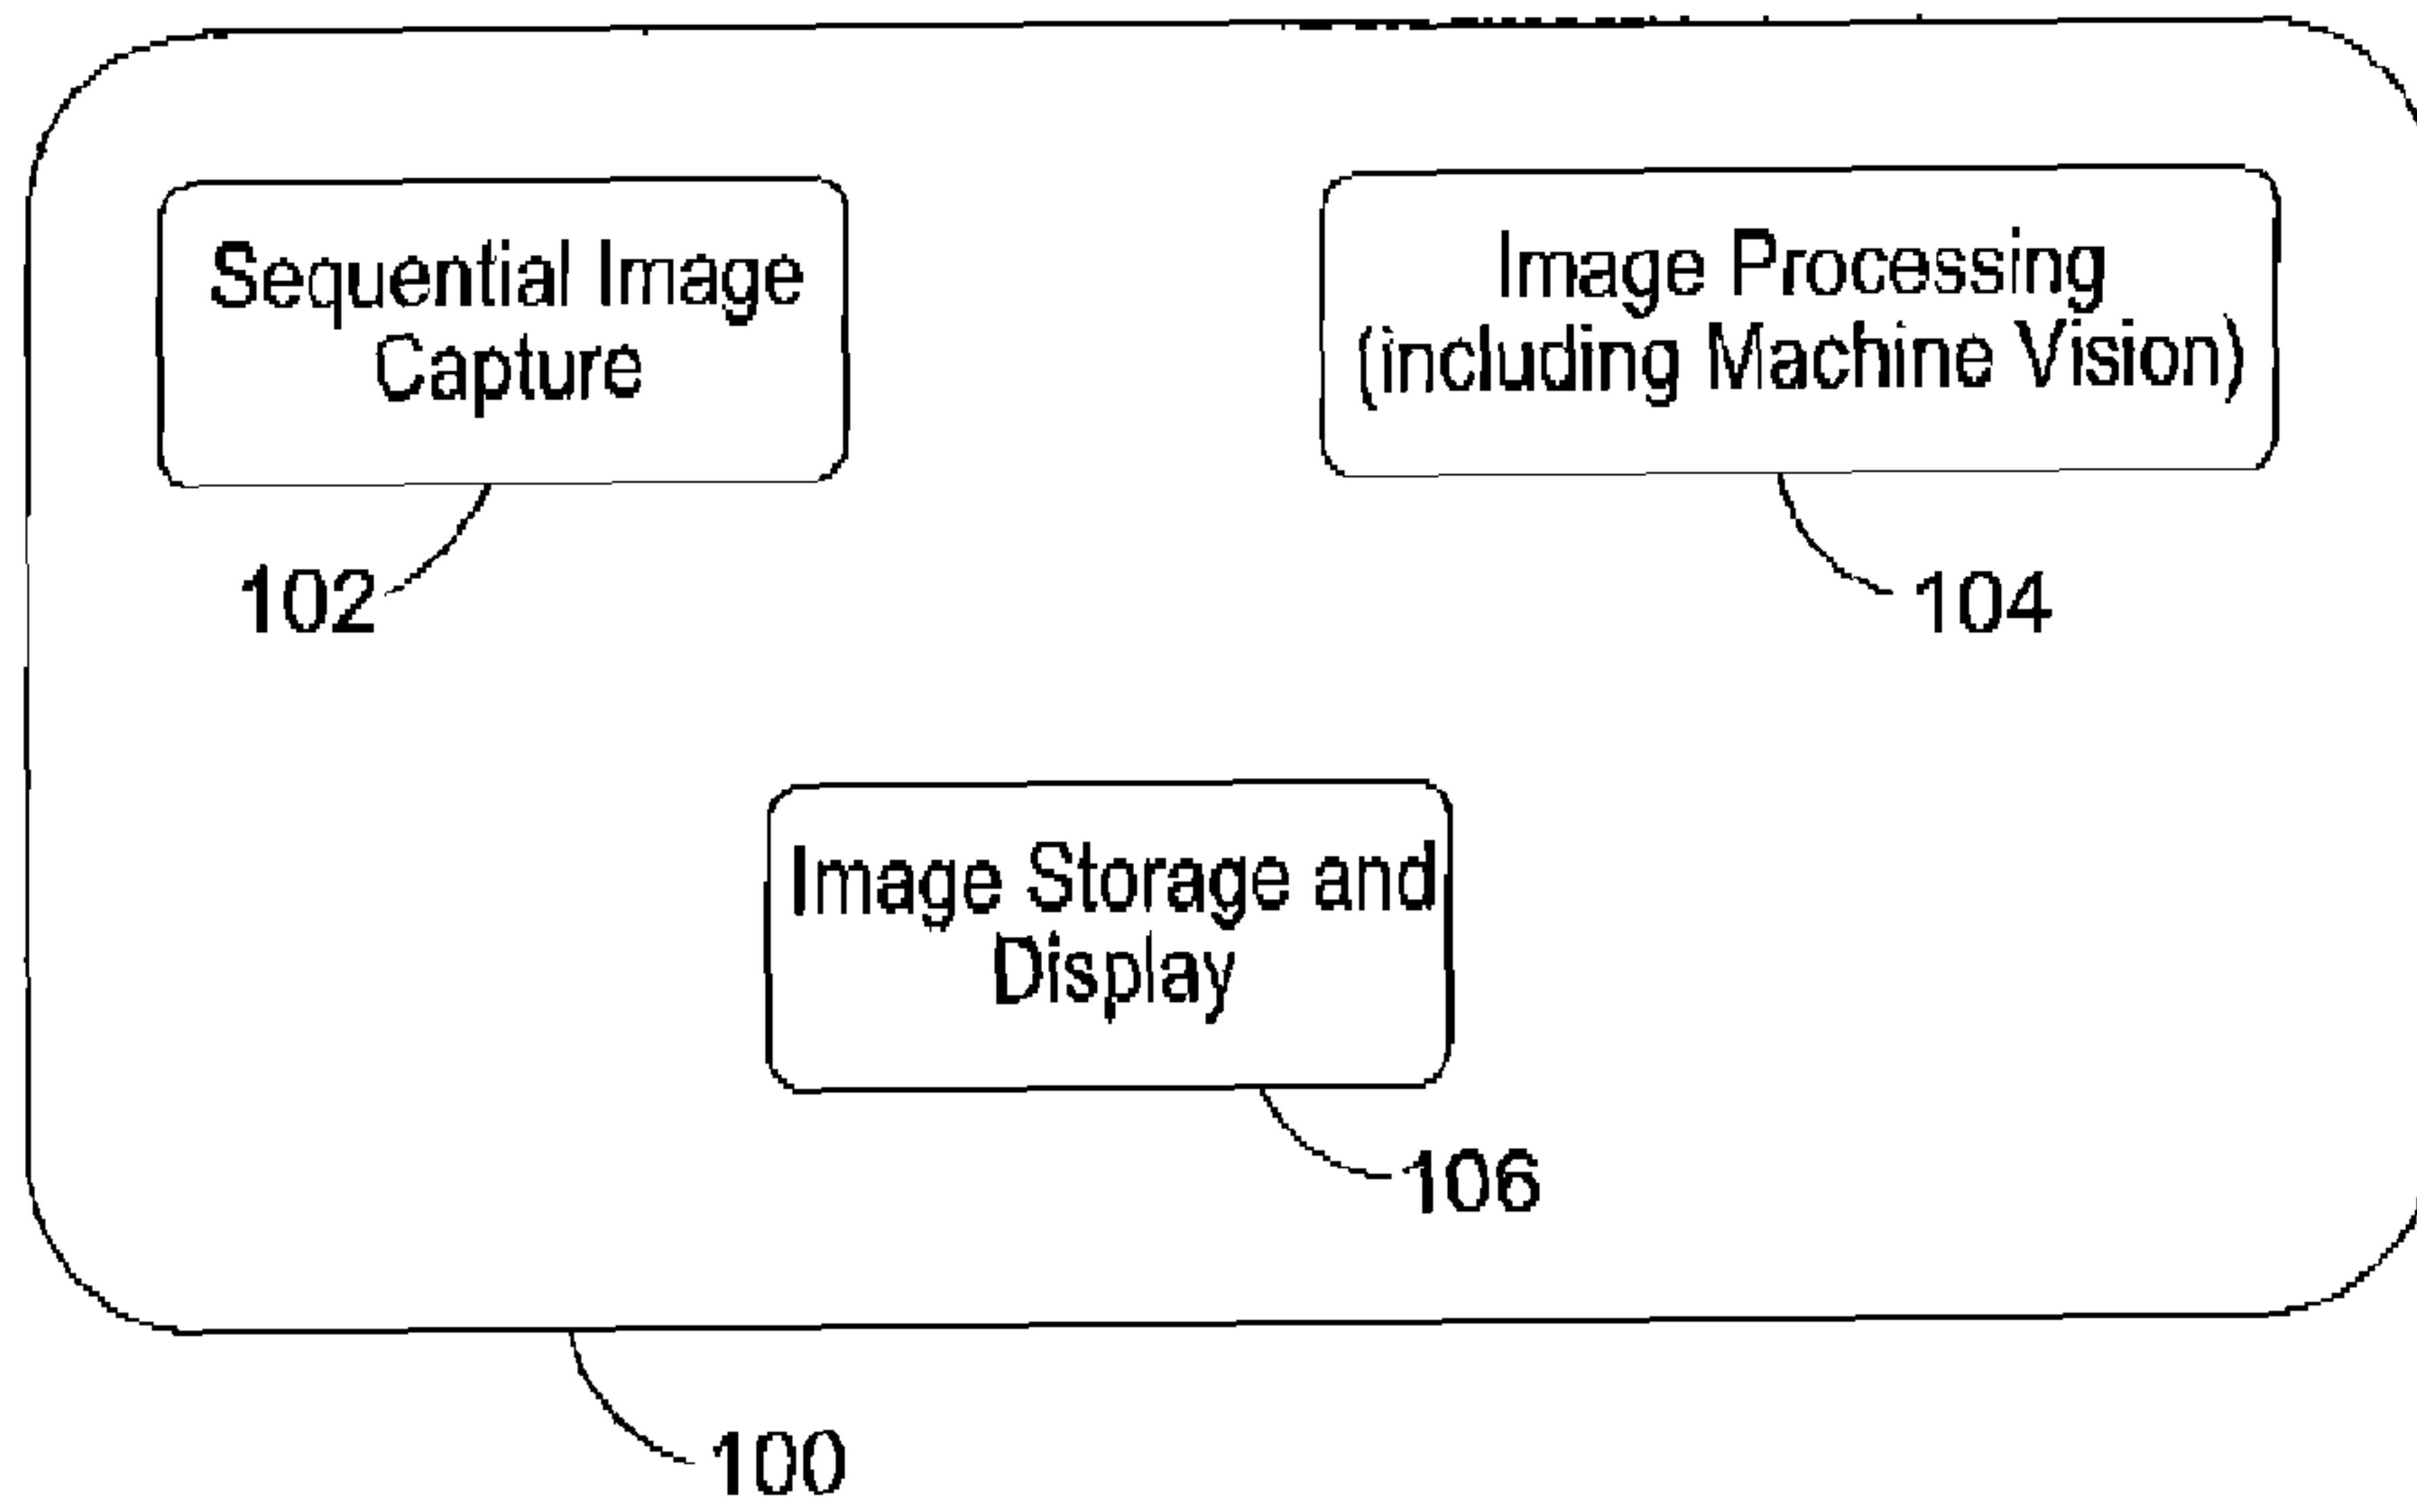 Sequential Image
Capture
Image Processing
(including Machine Vision)
102
104
Image Storage and
Display
106
100